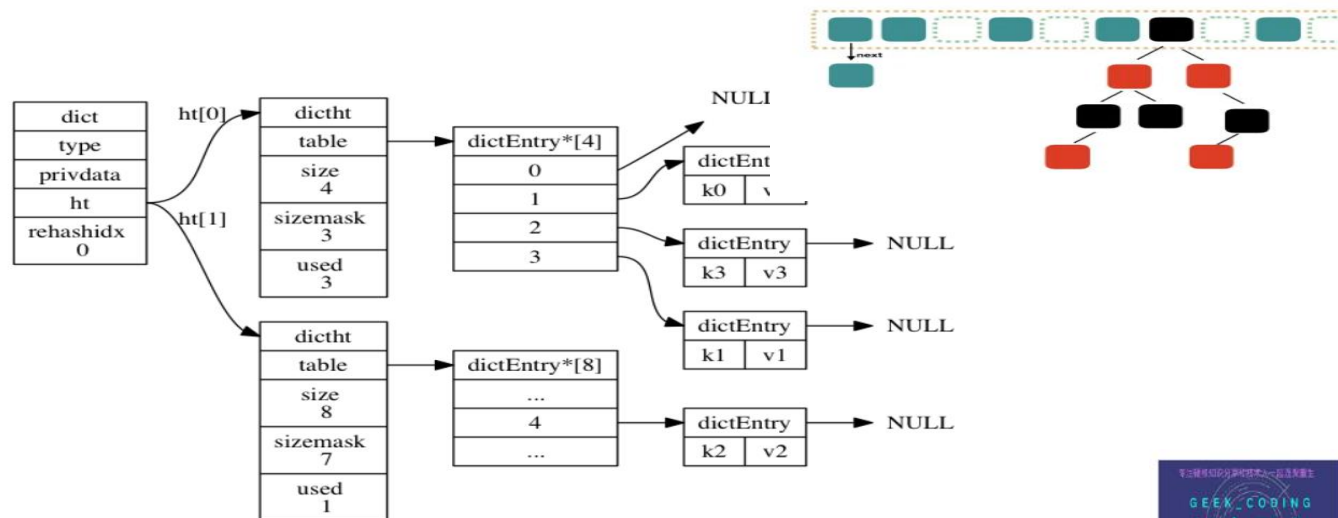 next
dict
type
privdata
ht
rehashidx
0
ht[0]
ht[1]
dictht
table
size
4
sizemask
3
used
3
dictht
table
size
8
sizemask
7
used
1
dictEntry*[4]
0
1
2
3
dictEntry*[8]
...
4
...
NULL
k0 v
dictEntry
k3 v3
NULL
dictEntry
k1 v1
NULL
dictEntry
k2 v2
NULL
GEEK_CODING